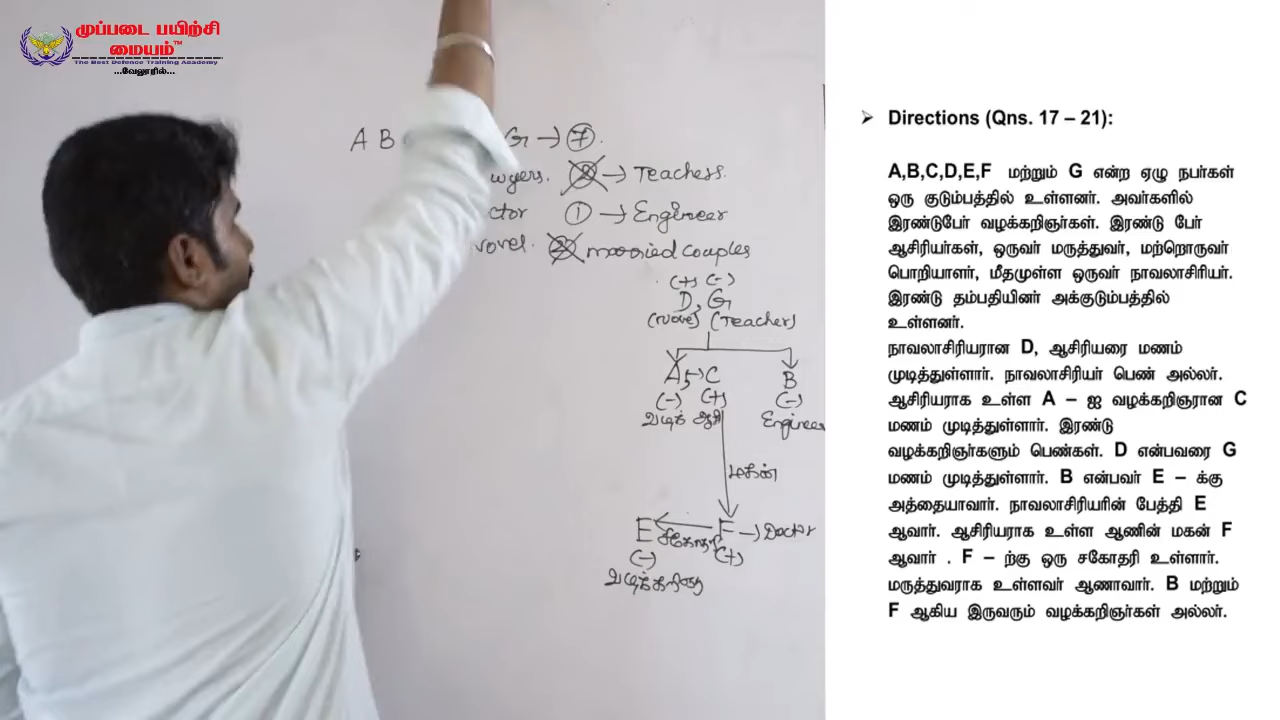 முப்படை பயிற்சி
மையம்™
The Best Defence Training Academy
...வேலூரில்...
A B G → 7.
wyers. 2 → Teachers.
ctor 1 → Engineer
novel. 2 married couples
(+) (-)
D, G
(Novel) (Teacher)
A, → C B
(-) (+) (-)
வழக் ஆசி Engineer
மகன்
E சகோதரி F → Doctor
(-) (+)
வழக்கறிஞர்
➢ Directions (Qns. 17 – 21):
A,B,C,D,E,F மற்றும் G என்ற ஏழு நபர்கள்
ஒரு குடும்பத்தில் உள்ளனர். அவர்களில்
இரண்டுபேர் வழக்கறிஞர்கள். இரண்டு பேர்
ஆசிரியர்கள், ஒருவர் மருத்துவர், மற்றொருவர்
பொறியாளர், மீதமுள்ள ஒருவர் நாவலாசிரியர்.
இரண்டு தம்பதியினர் அக்குடும்பத்தில்
உள்ளனர்.
நாவலாசிரியரான D, ஆசிரியரை மணம்
முடித்துள்ளார். நாவலாசிரியர் பெண் அல்லர்.
ஆசிரியராக உள்ள A – ஐ வழக்கறிஞரான C
மணம் முடித்துள்ளார். இரண்டு
வழக்கறிஞர்களும் பெண்கள். D என்பவரை G
மணம் முடித்துள்ளார். B என்பவர் E – க்கு
அத்தையாவார். நாவலாசிரியரின் பேத்தி E
ஆவார். ஆசிரியராக உள்ள ஆணின் மகன் F
ஆவார் . F – ற்கு ஒரு சகோதரி உள்ளார்.
மருத்துவராக உள்ளவர் ஆணாவார். B மற்றும்
F ஆகிய இருவரும் வழக்கறிஞர்கள் அல்லர்.